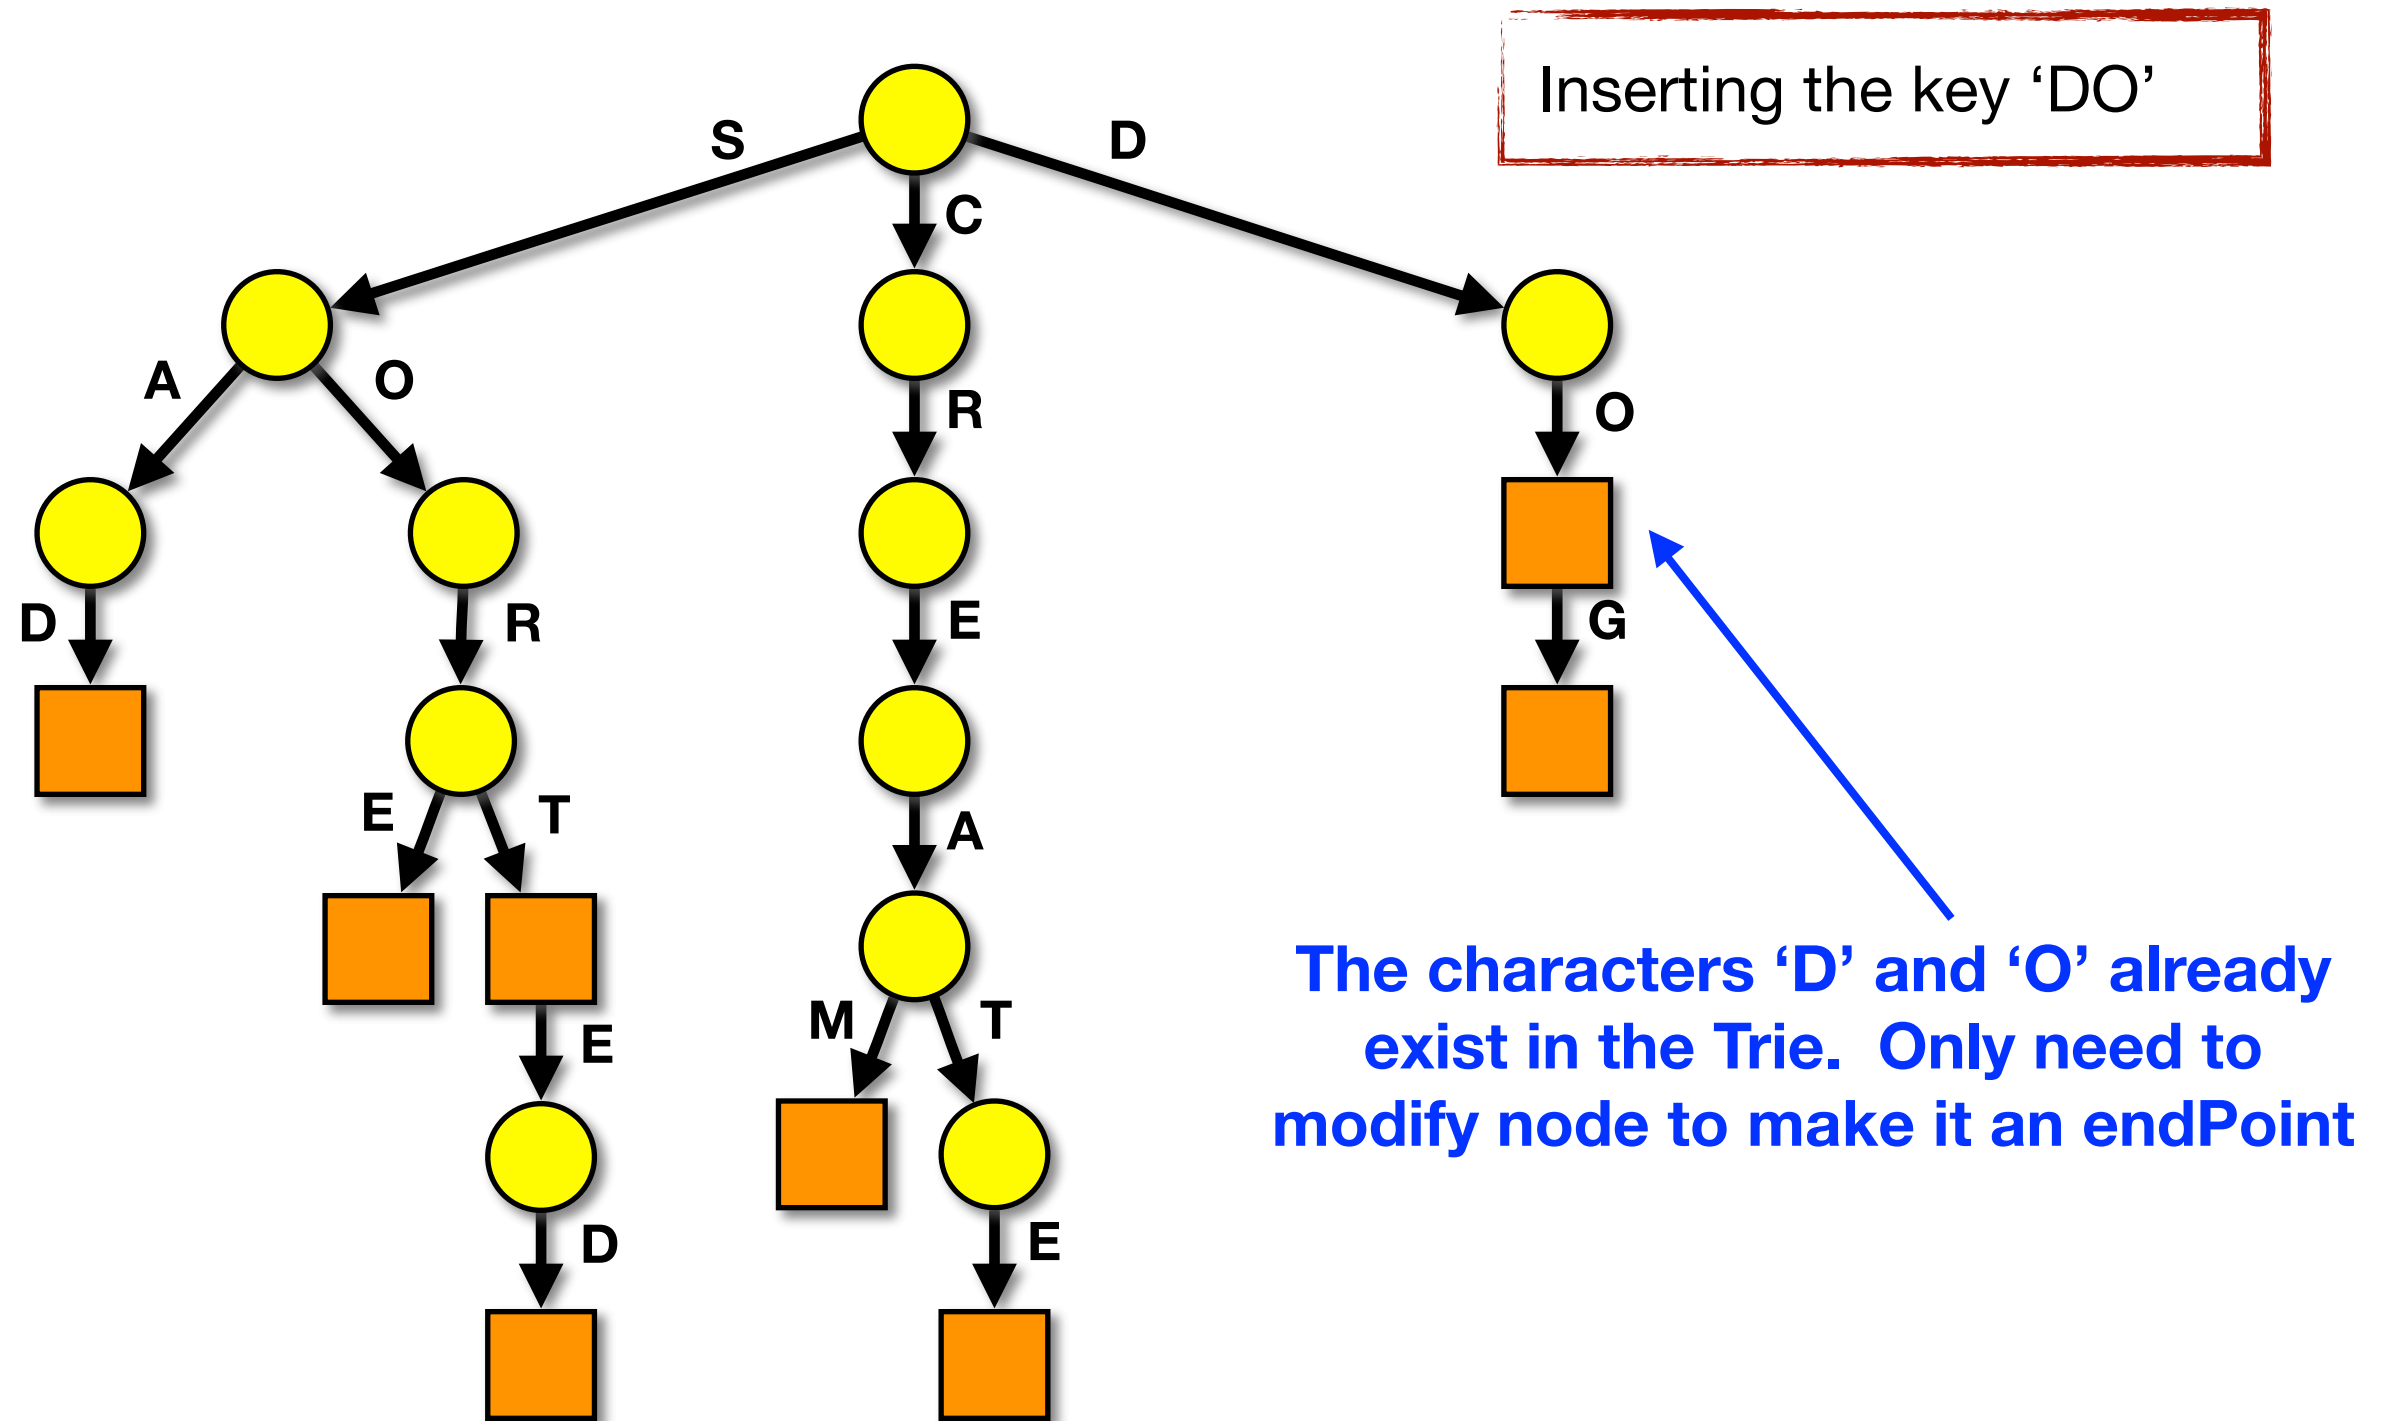 Inserting the key ‘DO’
S
D
C
A
O
R
O
D
R
E
G
E
T
A
M
T
E
D
E
The characters ‘D’ and ‘O’ already
exist in the Trie.  Only need to
modify node to make it an endPoint